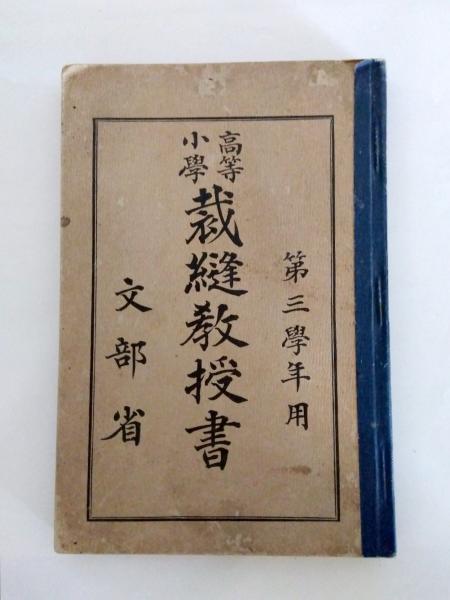 第三學年用
高等
小學
裁縫教授書
文部省